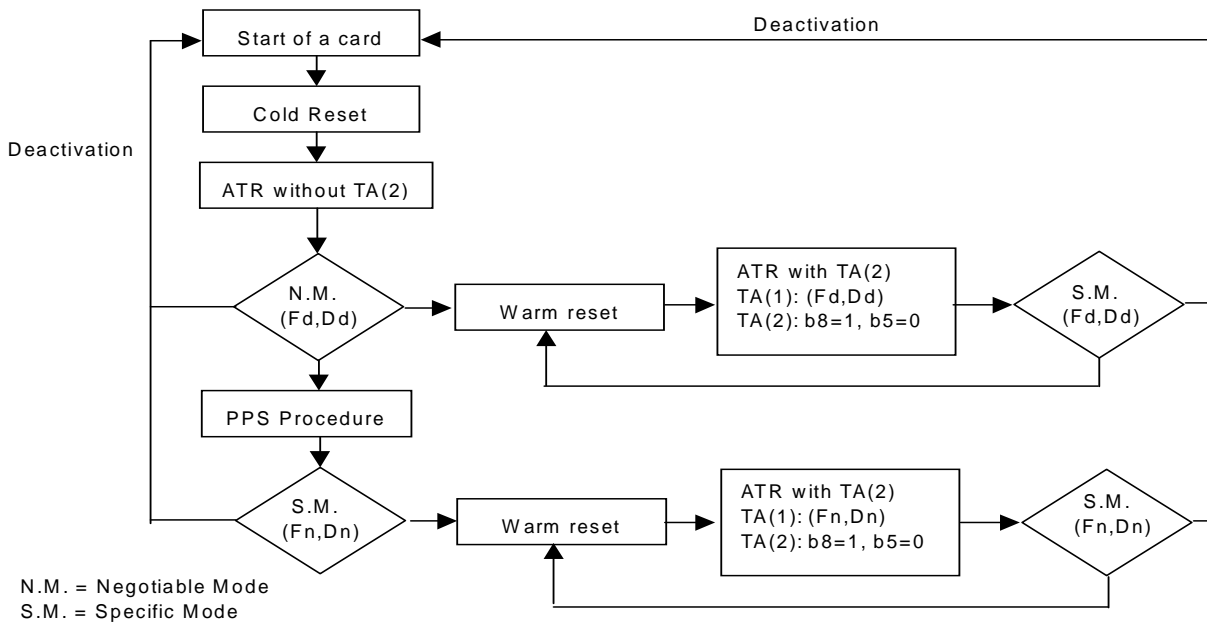 Deactivation
Start of a card
Cold Reset
Deactivation
ATR without TA(2)
N.M.
(Fd,Dd)
Warm reset
ATR with TA(2)
TA(1): (Fd,Dd)
TA(2): b8=1, b5=0
S.M.
(Fd,Dd)
PPS Procedure
S.M.
(Fn,Dn)
Warm reset
ATR with TA(2)
TA(1): (Fn,Dn)
TA(2): b8=1, b5=0
S.M.
(Fn,Dn)
N.M. = Negotiable Mode
S.M. = Specific Mode